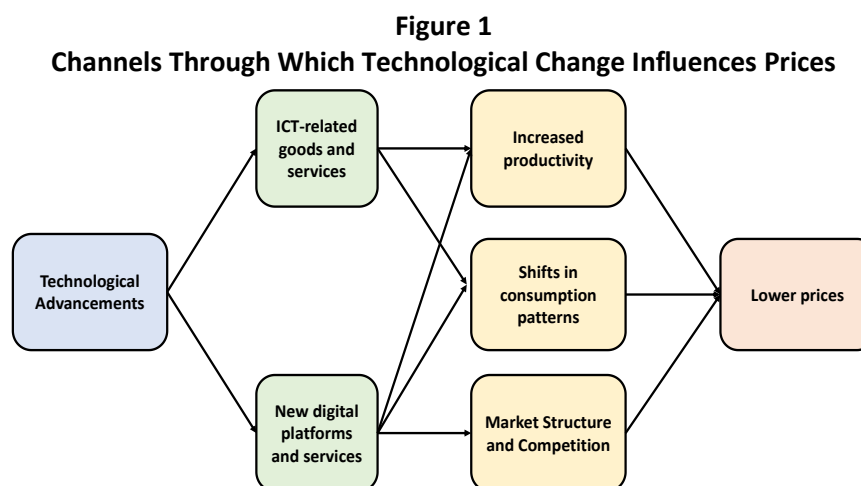 Figure 1
Channels Through Which Technological Change Influences Prices
ICT-related
goods and
services
Increased
productivity
Technological
Advancements
Shifts in
consumption
patterns
Lower prices
New digital
platforms
and services
Market Structure
and Competition